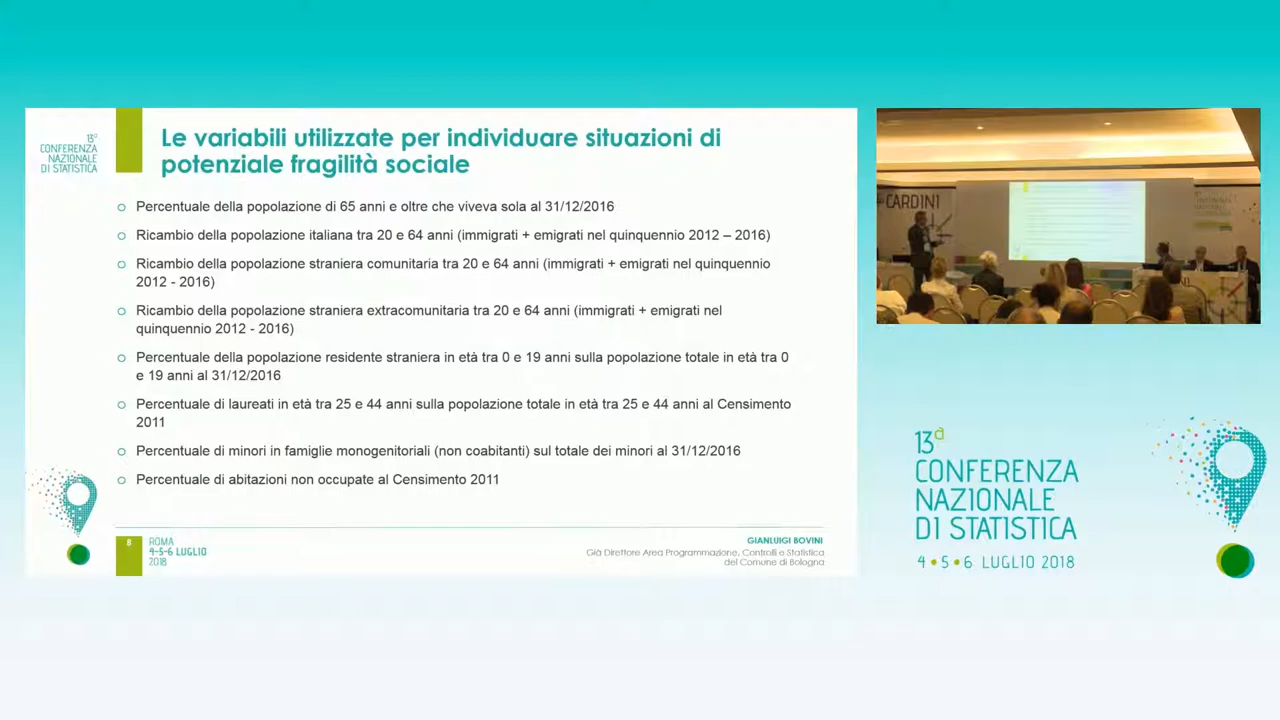 13ª
CONFERENZA
NAZIONALE
DI STATISTICA
Le variabili utilizzate per individuare situazioni di
potenziale fragilità sociale
Percentuale della popolazione di 65 anni e oltre che viveva sola al 31/12/2016
Ricambio della popolazione italiana tra 20 e 64 anni (immigrati + emigrati nel quinquennio 2012 – 2016)
Ricambio della popolazione straniera comunitaria tra 20 e 64 anni (immigrati + emigrati nel quinquennio
2012 - 2016)
Ricambio della popolazione straniera extracomunitaria tra 20 e 64 anni (immigrati + emigrati nel
quinquennio 2012 - 2016)
Percentuale della popolazione residente straniera in età tra 0 e 19 anni sulla popolazione totale in età tra 0
e 19 anni al 31/12/2016
Percentuale di laureati in età tra 25 e 44 anni sulla popolazione totale in età tra 25 e 44 anni al Censimento
2011
Percentuale di minori in famiglie monogenitoriali (non coabitanti) sul totale dei minori al 31/12/2016
Percentuale di abitazioni non occupate al Censimento 2011
8
ROMA
4-5-6 LUGLIO
2018
GIANLUIGI BOVINI
Già Direttore Area Programmazione, Controlli e Statistica
del Comune di Bologna
CARDINI
13ª
CONFERENZA
NAZIONALE
DI STATISTICA
4 • 5 • 6 LUGLIO 2018